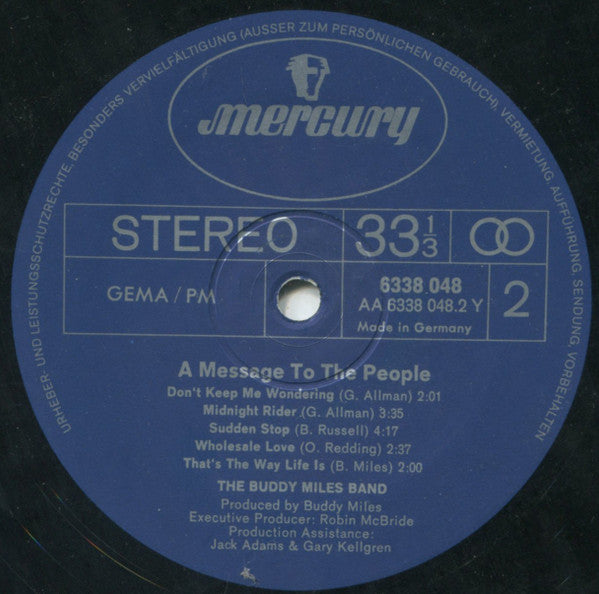 URHEBER- UND LEISTUNGSSCHUTZRECHTE, BESONDERS VERVIELFÄLTIGUNG (AUSSER ZUM PERSÖNLICHEN GEBRAUCH), VERMIETUNG, AUFFÜHRUNG, SENDUNG, VORBEHALTEN
mercury
STEREO 33 1/3
GEMA / PM
6338 048
AA 6338 048.2 Y
Made in Germany
2
A Message To The People
Don't Keep Me Wondering (G. Allman) 2:01
Midnight Rider (G. Allman) 3:35
Sudden Stop (B. Russell) 4:17
Wholesale Love (O. Redding) 2:37
That's The Way Life Is (B. Miles) 2:00
THE BUDDY MILES BAND
Produced by Buddy Miles
Executive Producer: Robin McBride
Production Assistance:
Jack Adams & Gary Kellgren